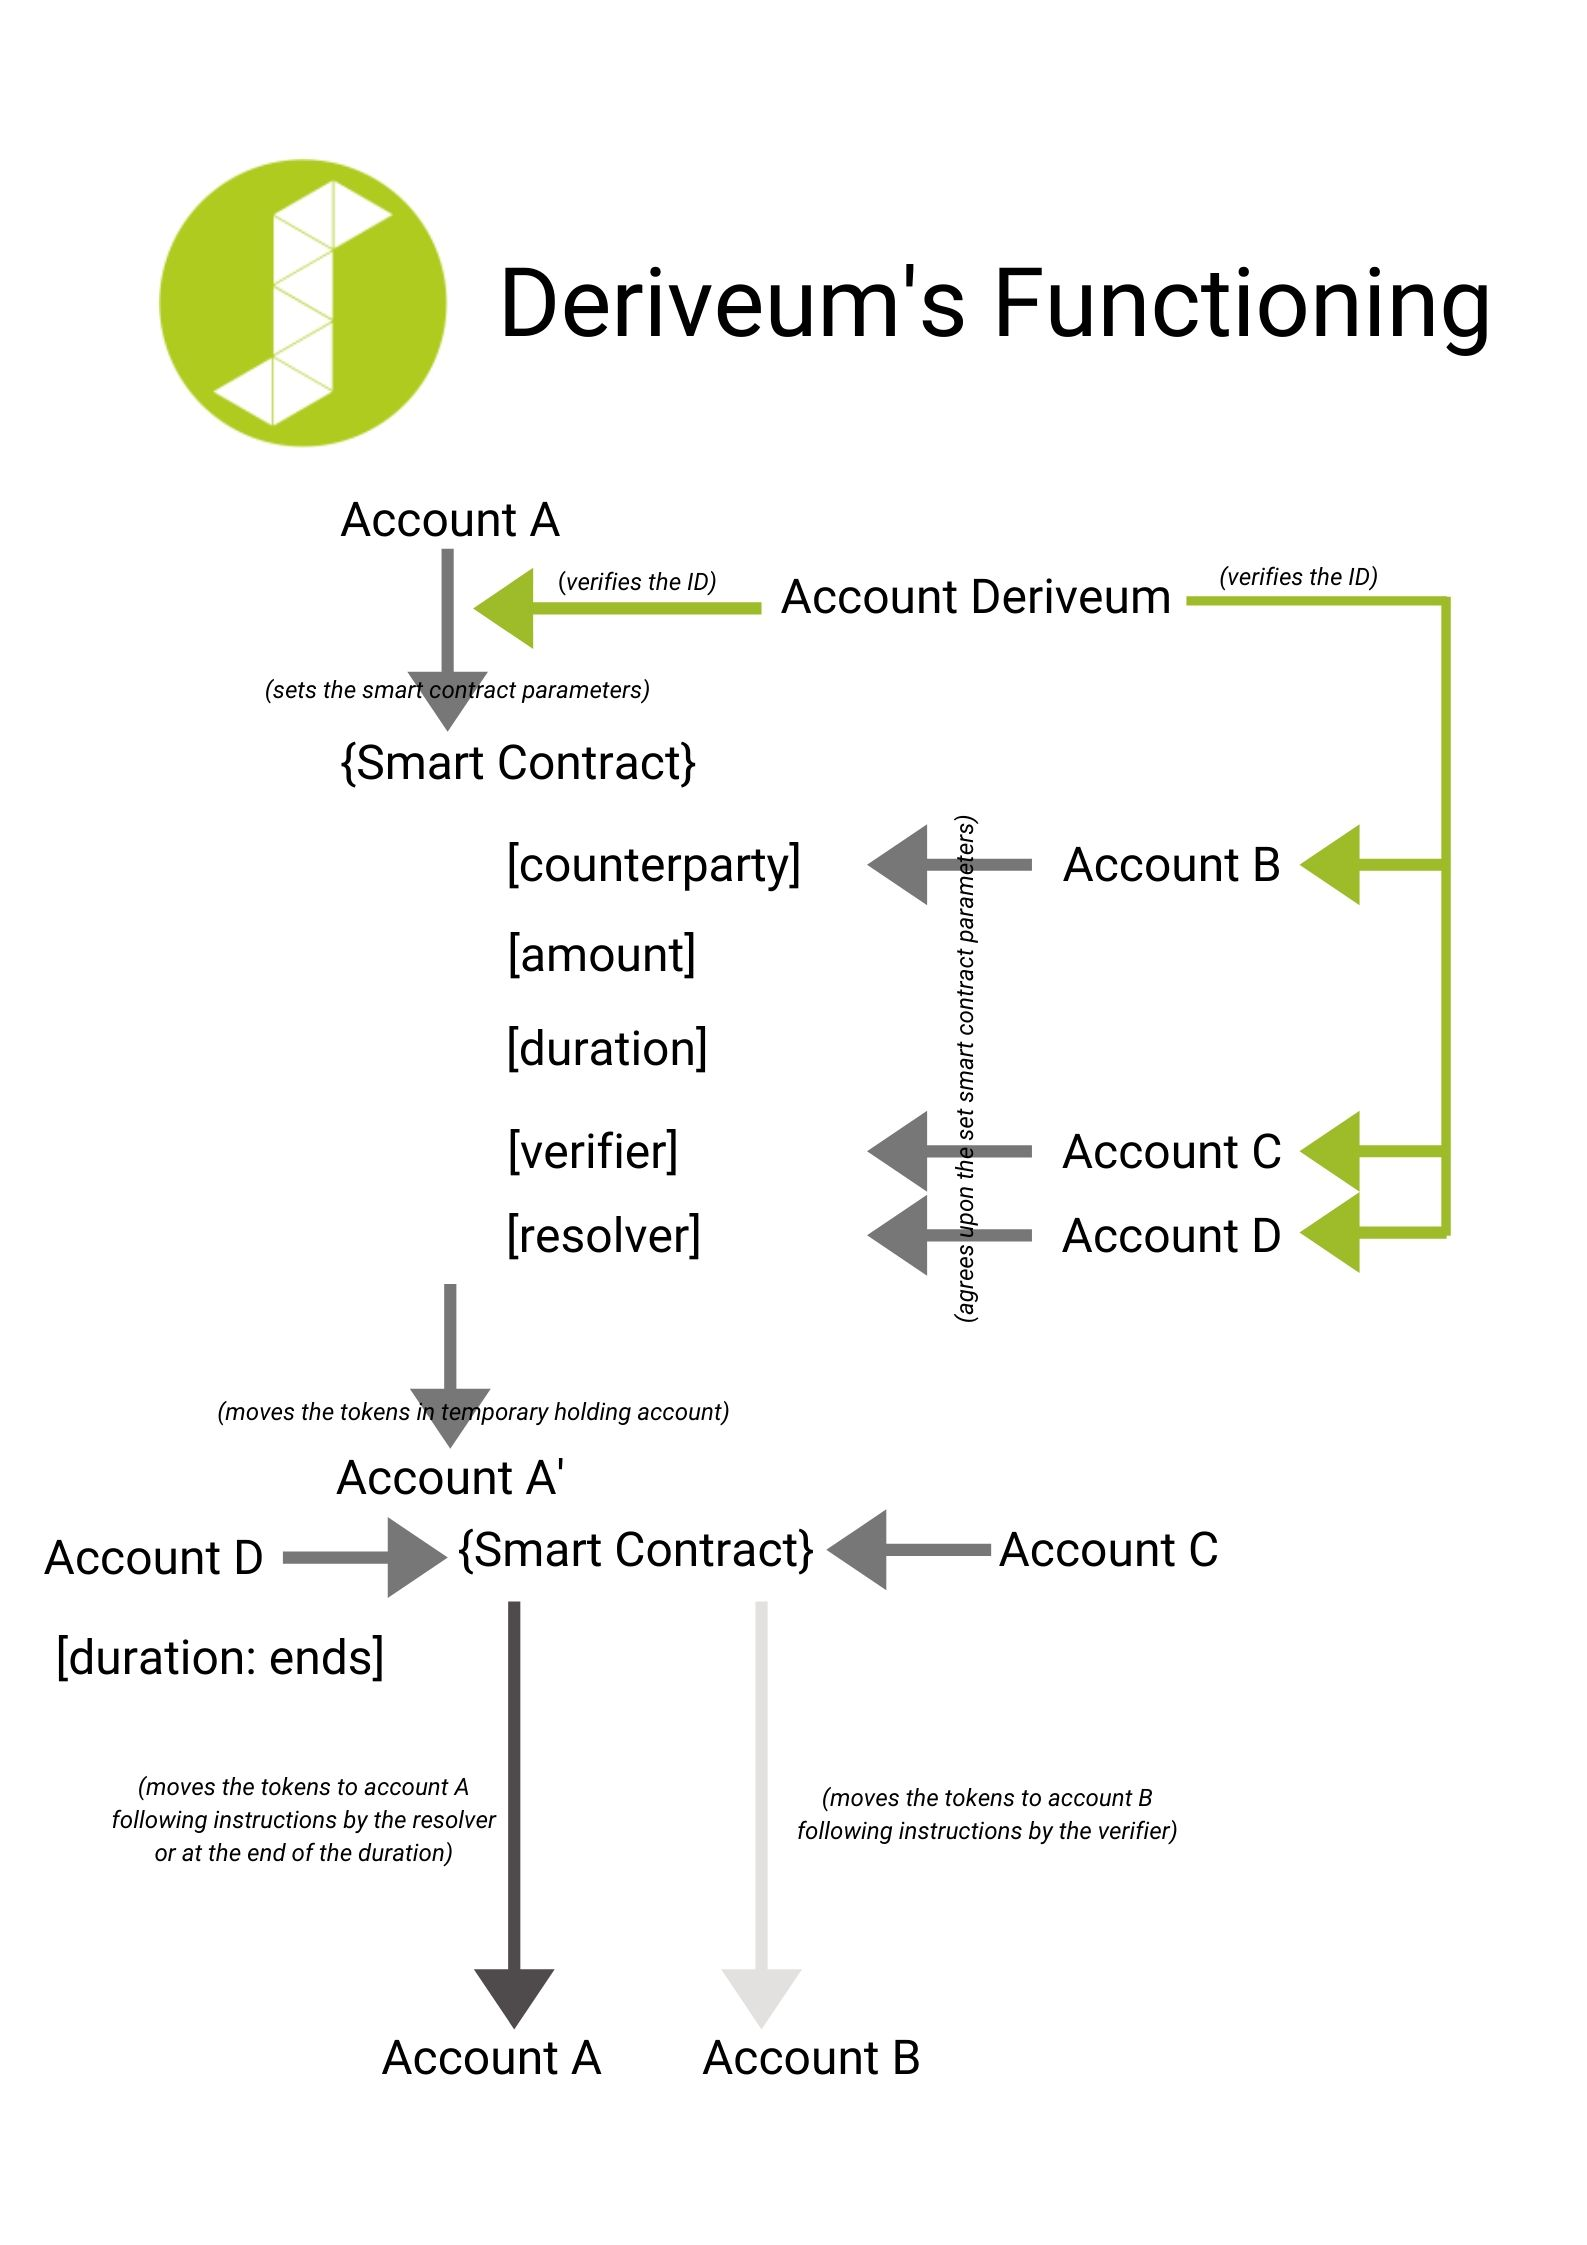 Deriveum's Functioning
Account A
(verifies the ID)
Account Deriveum
(verifies the ID)
(sets the smart contract parameters)
{Smart Contract}
[counterparty]
Account B
[amount]
[duration]
(agrees upon the set smart contract parameters)
[verifier]
Account C
[resolver]
Account D
(moves the tokens in temporary holding account)
Account A'
Account D
{Smart Contract}
Account C
[duration: ends]
(moves the tokens to account A
following instructions by the resolver
or at the end of the duration)
(moves the tokens to account B
following instructions by the verifier)
Account A
Account B